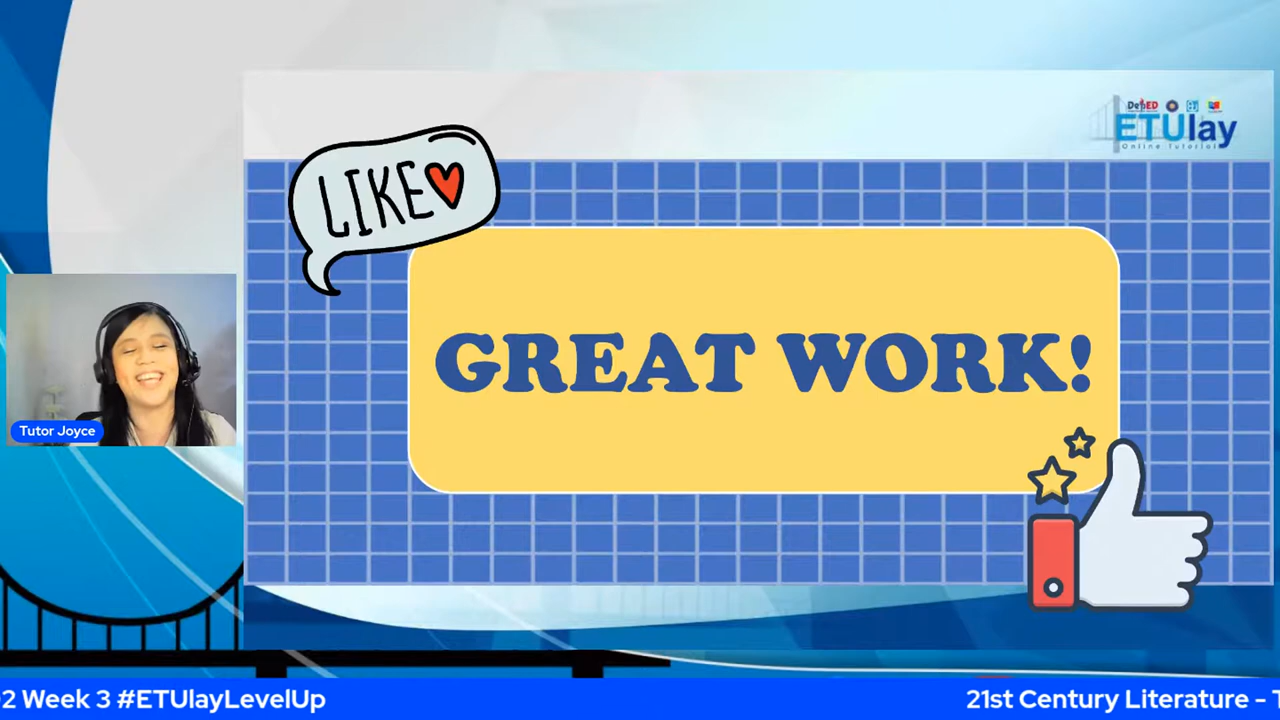 DepED
ETUlay
Online Tutorial
LIKE
GREAT WORK!
Tutor Joyce
2 Week 3 #ETUlayLevelUp
21st Century Literature -